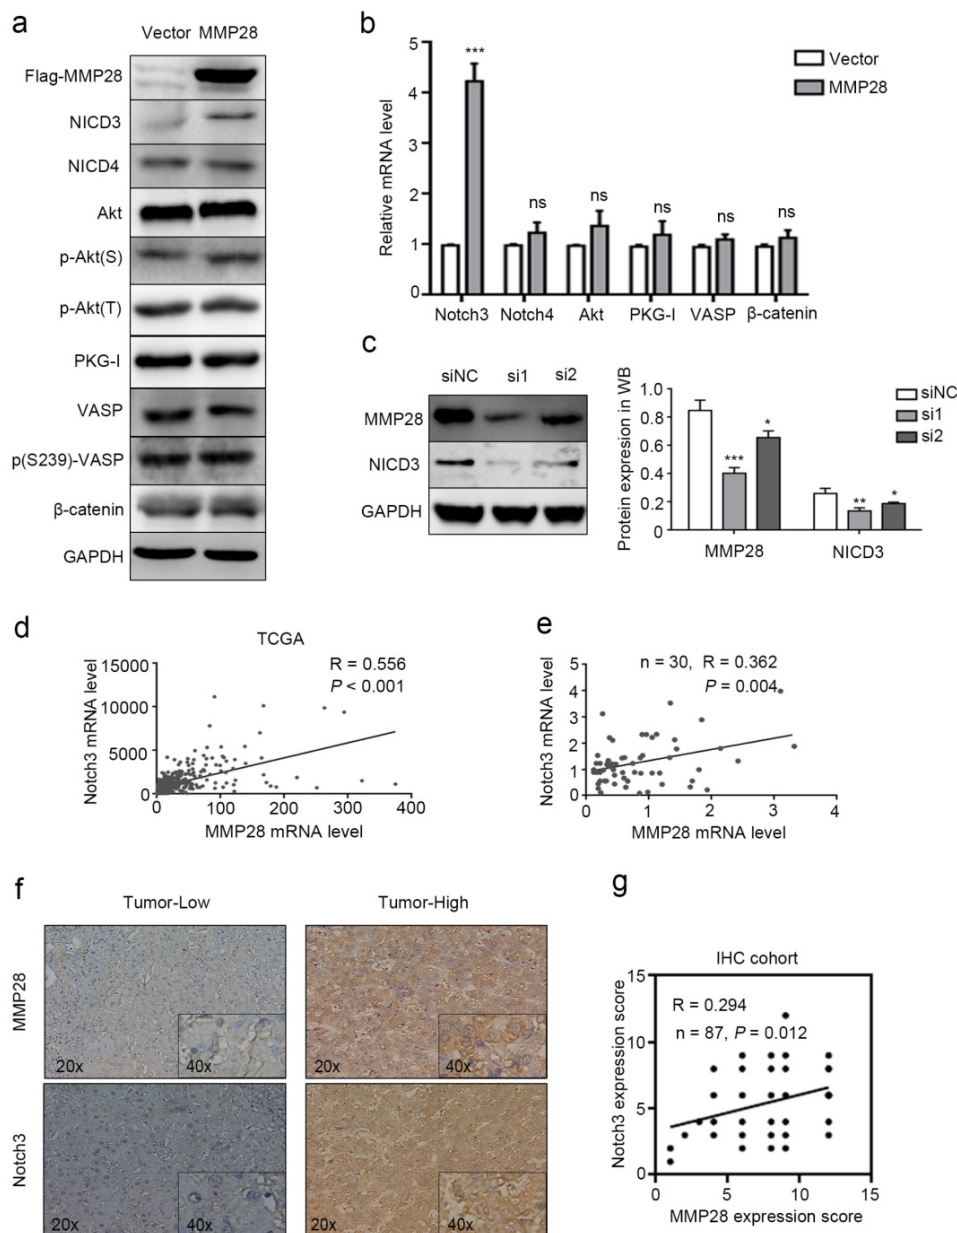 a
Vector MMP28
Flag-MMP28
NICD3
NICD4
Akt
p-Akt(S)
p-Akt(T)
PKG-I
VASP
p(S239)-VASP
β-catenin
GAPDH
b
Relative mRNA level
5
4
2
1
0
***
ns
ns
ns
ns
ns
Vector
MMP28
Notch3 Notch4 Akt PKG-I VASP β-catenin
c
siNC si1 si2
MMP28
NICD3
GAPDH
Protein expression in WB
1.0
0.8
0.6
0.4
0.2
0.0
***
*
**
*
siNC
si1
si2
MMP28 NICD3
d
TCGA
R = 0.556
P < 0.001
Notch3 mRNA level
15000
10000
5000
0
0 100 200 300 400
MMP28 mRNA level
e
n = 30, R = 0.362
P = 0.004
Notch3 mRNA level
5
4
3
2
1
0
0 1 2 3 4
MMP28 mRNA level
f
Tumor-Low Tumor-High
MMP28
20x 40x 20x 40x
Notch3
20x 40x 20x 40x
g
IHC cohort
R = 0.294
n = 87, P = 0.012
Notch3 expression score
15
10
5
0
0 5 10 15
MMP28 expression score